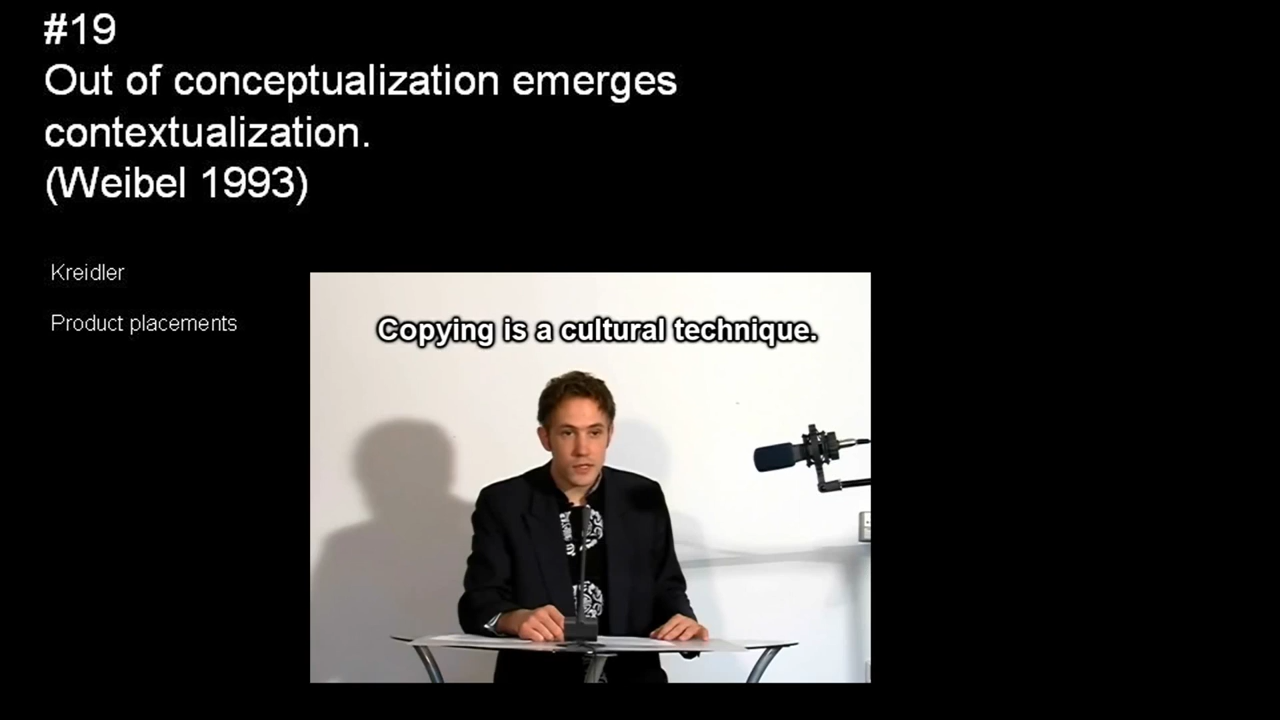 #19
Out of conceptualization emerges
contextualization.
(Weibel 1993)
Kreidler
Product placements
Copying is a cultural technique.